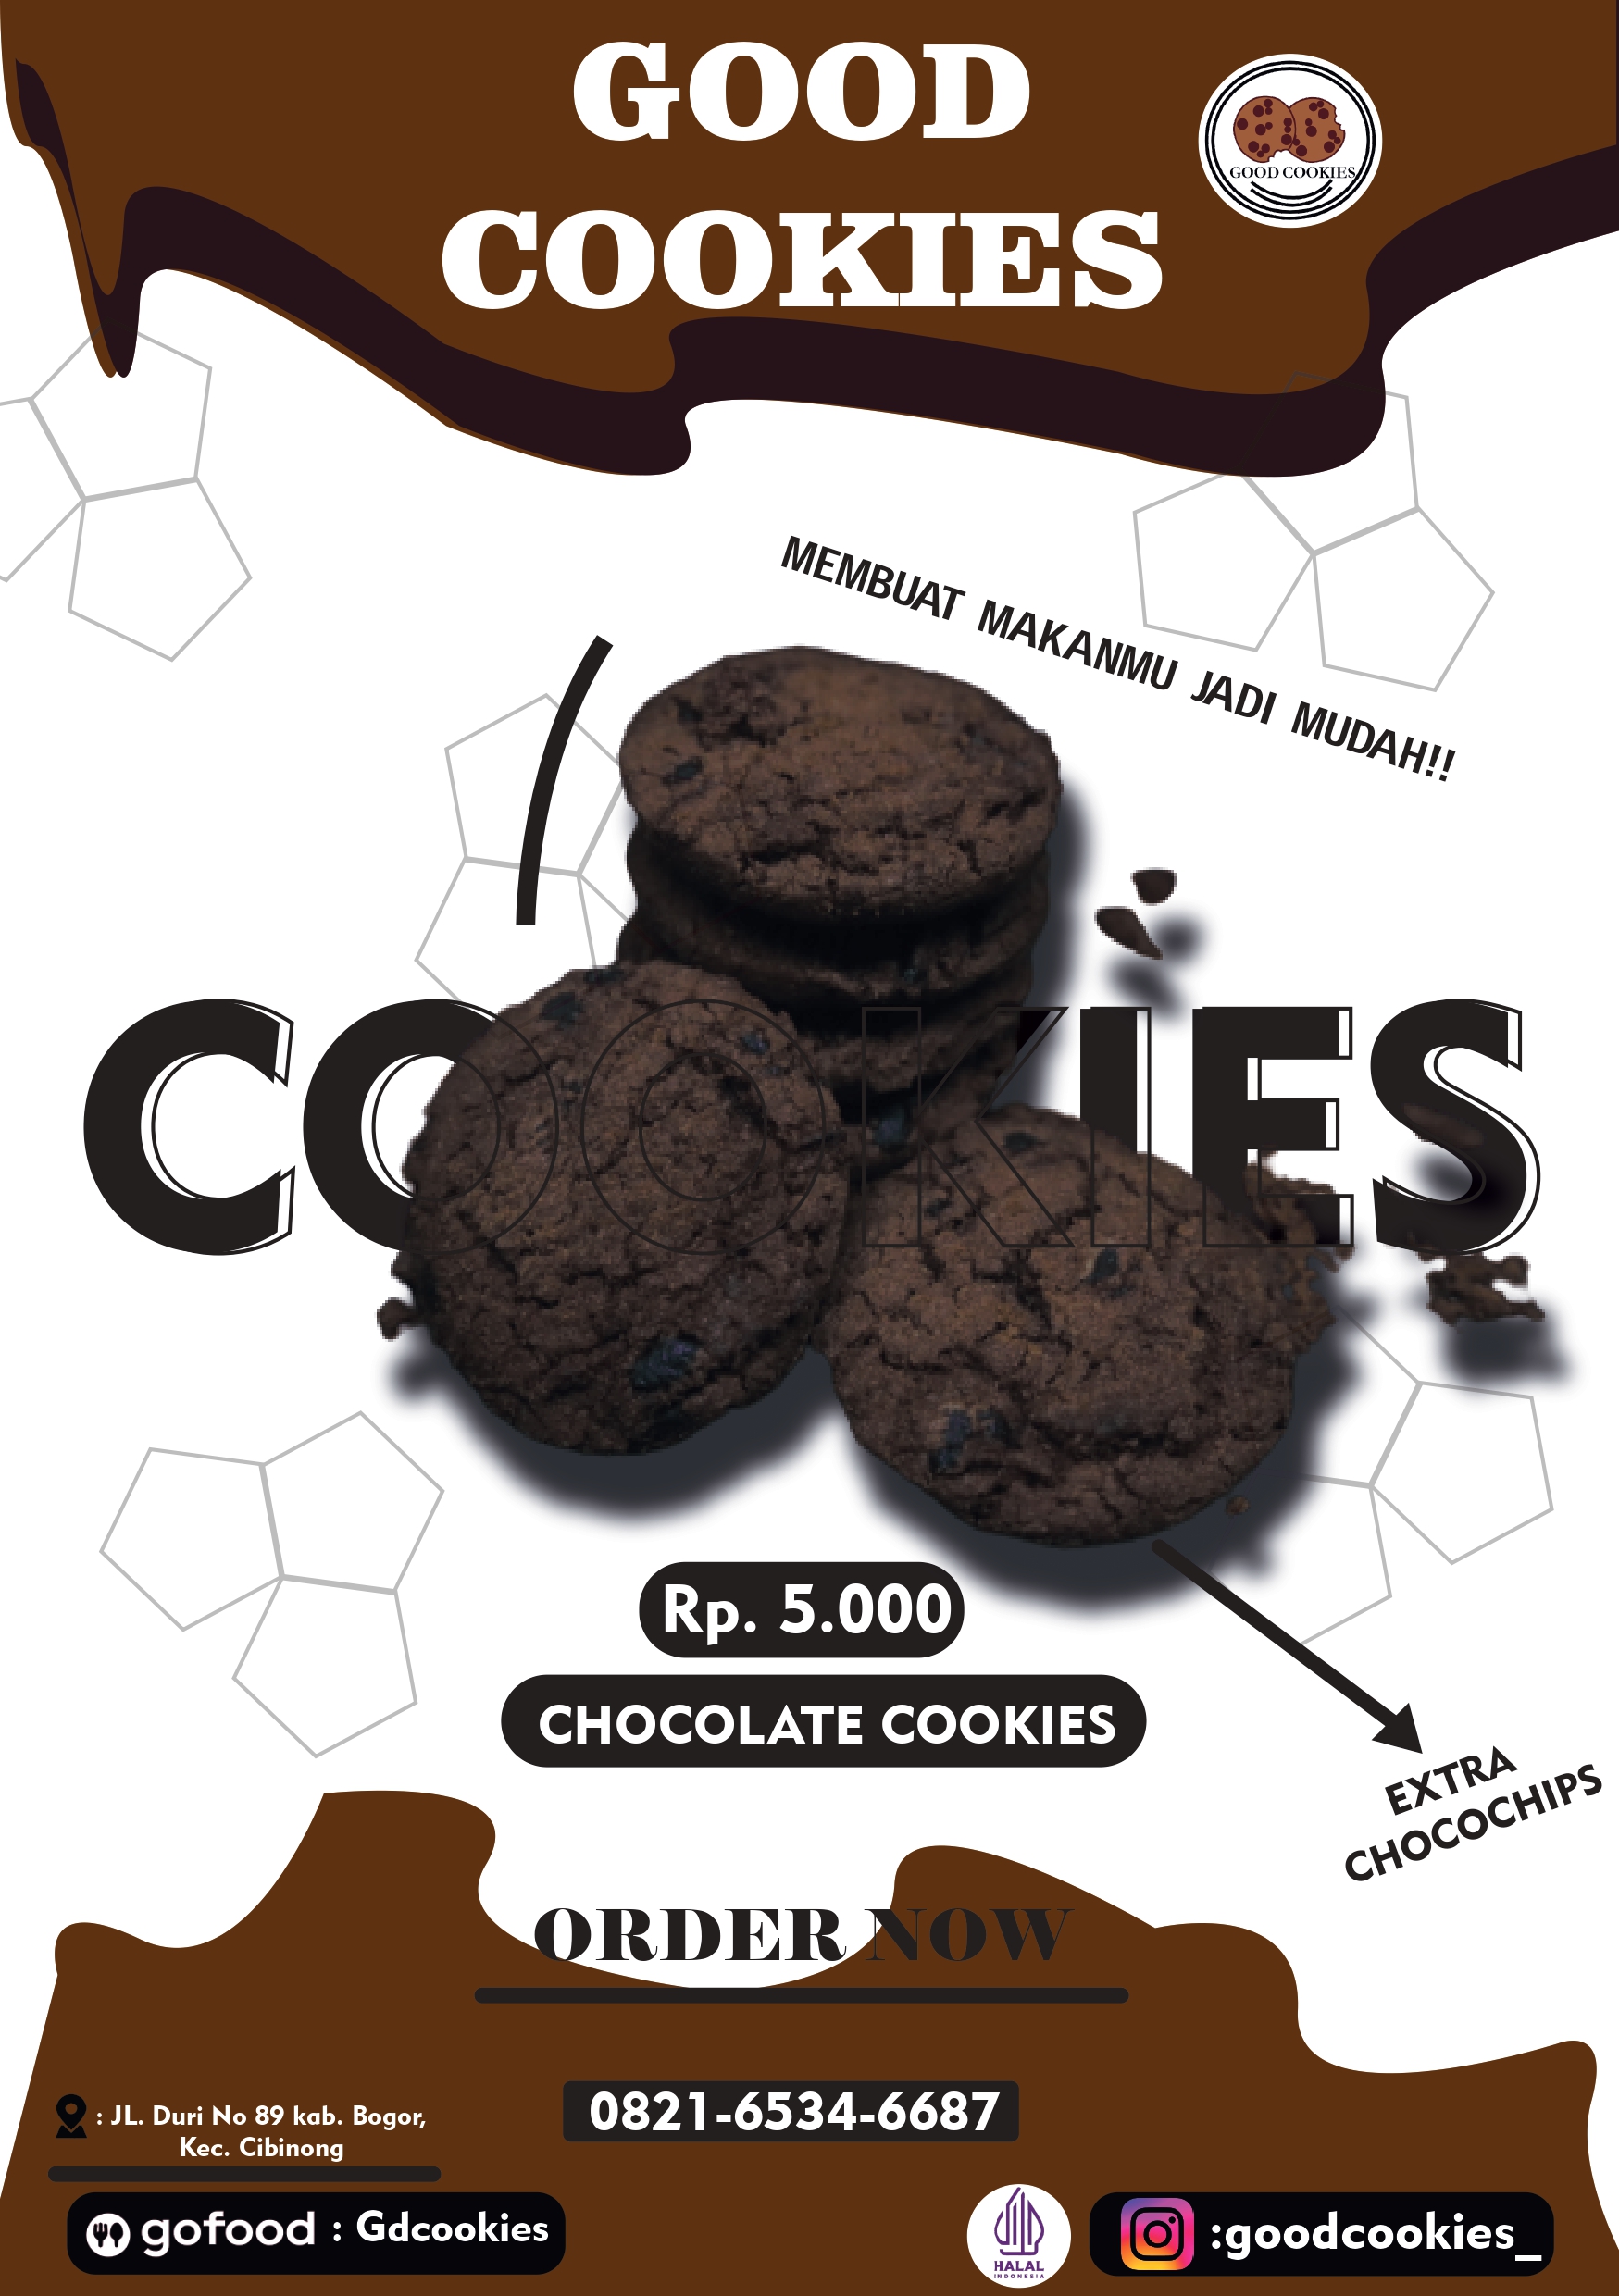 GOOD
COOKIES
GOOD COOKIES
MEMBUAT MAKANMU JADI MUDAH!!
COOKIES
Rp. 5.000
CHOCOLATE COOKIES
EXTRA
CHOCOCHIPS
ORDER NOW
0821-6534-6687
: JL. Duri No 89 kab. Bogor,
Kec. Cibinong
gofood : Gdcookies
HALAL
INDONESIA
:goodcookies_